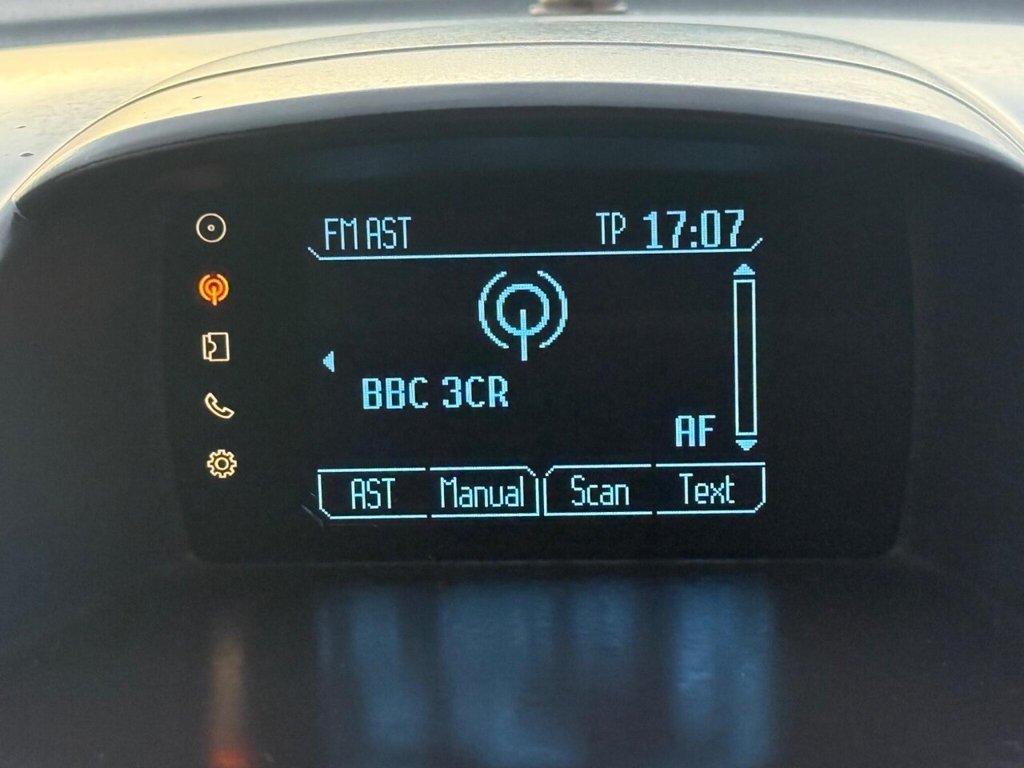 FM AST TP 17:07
BBC 3CR
AF
AST Manual Scan Text